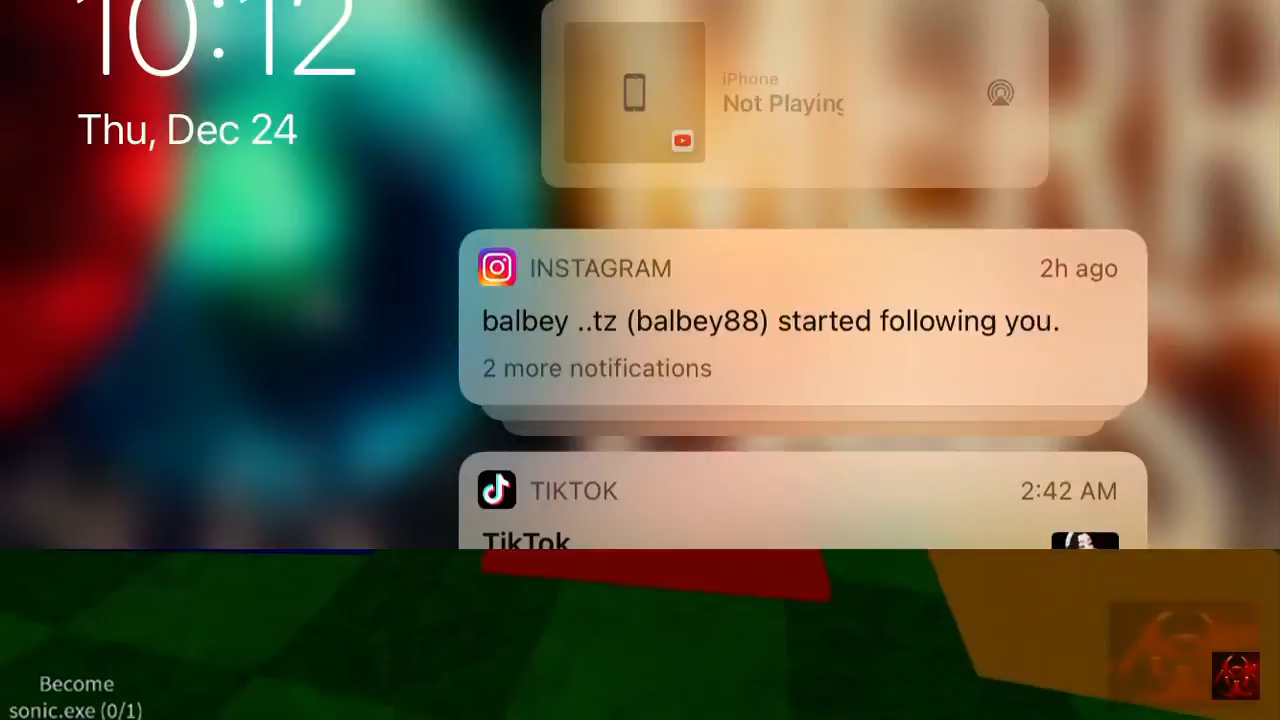 10:12
Thu, Dec 24
iPhone
Not Playing
INSTAGRAM
2h ago
balbey ..tz (balbey88) started following you.
2 more notifications
TIKTOK
2:42 AM
TikTok
Become
sonic.exe (0/1)